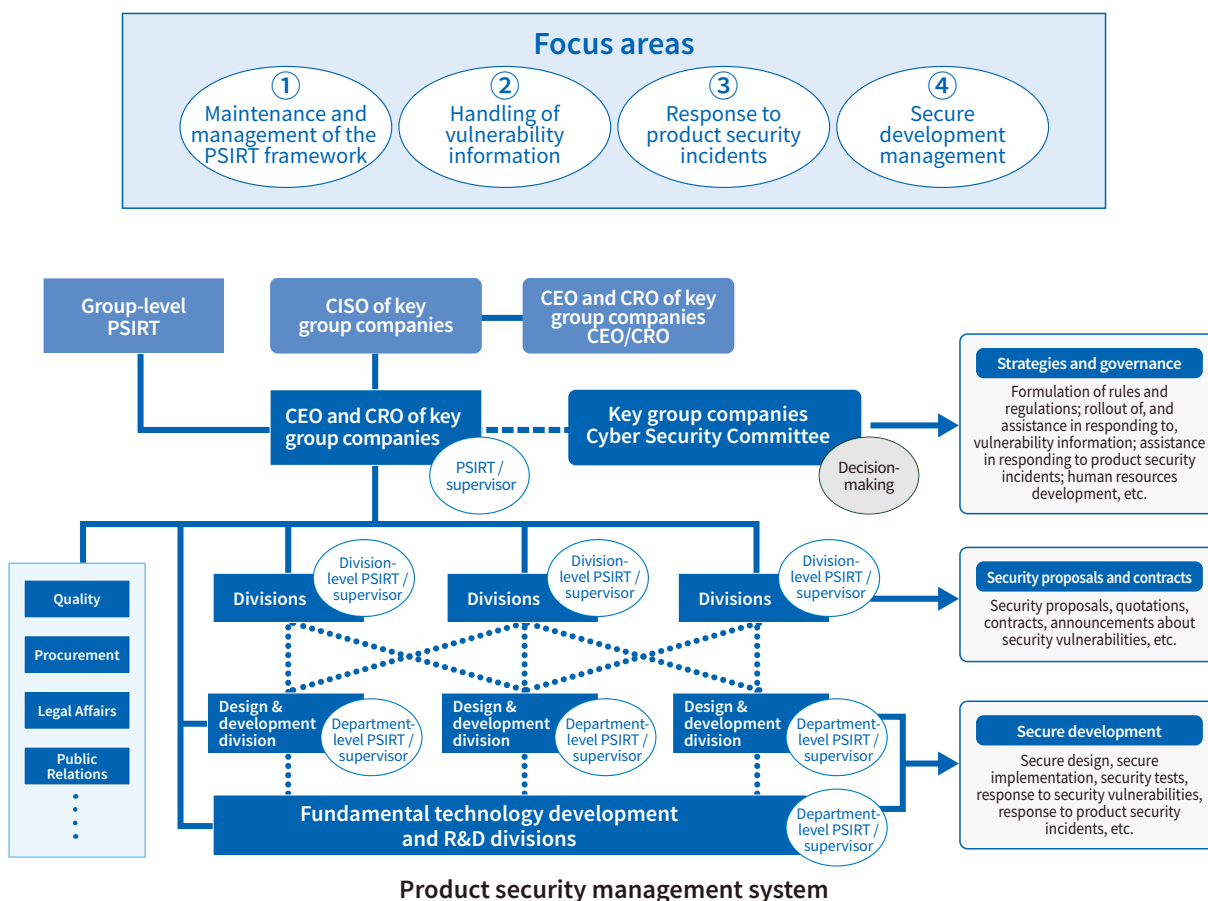 Focus areas
①
Maintenance and
management of the
PSIRT framework
②
Handling of
vulnerability
information
③
Response to
product security
incidents
④
Secure
development
management
Group-level
PSIRT
CISO of key
group companies
CEO and CRO of key
group companies
CEO/CRO
CEO and CRO of key
group companies
PSIRT /
supervisor
Key group companies
Cyber Security Committee
Decision-
making
Strategies and governance
Formulation of rules and
regulations; rollout of, and
assistance in responding to,
vulnerability information; assistance
in responding to product security
incidents; human resources
development, etc.
Quality
Procurement
Legal Affairs
Public
Relations
Divisions
Division-
level PSIRT /
supervisor
Divisions
Division-
level PSIRT /
supervisor
Divisions
Division-
level PSIRT /
supervisor
Security proposals and contracts
Security proposals, quotations,
contracts, announcements about
security vulnerabilities, etc.
Design &
development
division
Department-
level PSIRT /
supervisor
Design &
development
division
Department-
level PSIRT /
supervisor
Design &
development
division
Department-
level PSIRT /
supervisor
Secure development
Secure design, secure
implementation, security tests,
response to security vulnerabilities,
response to product security
incidents, etc.
Fundamental technology development
and R&D divisions
Department-
level PSIRT /
supervisor
Product security management system